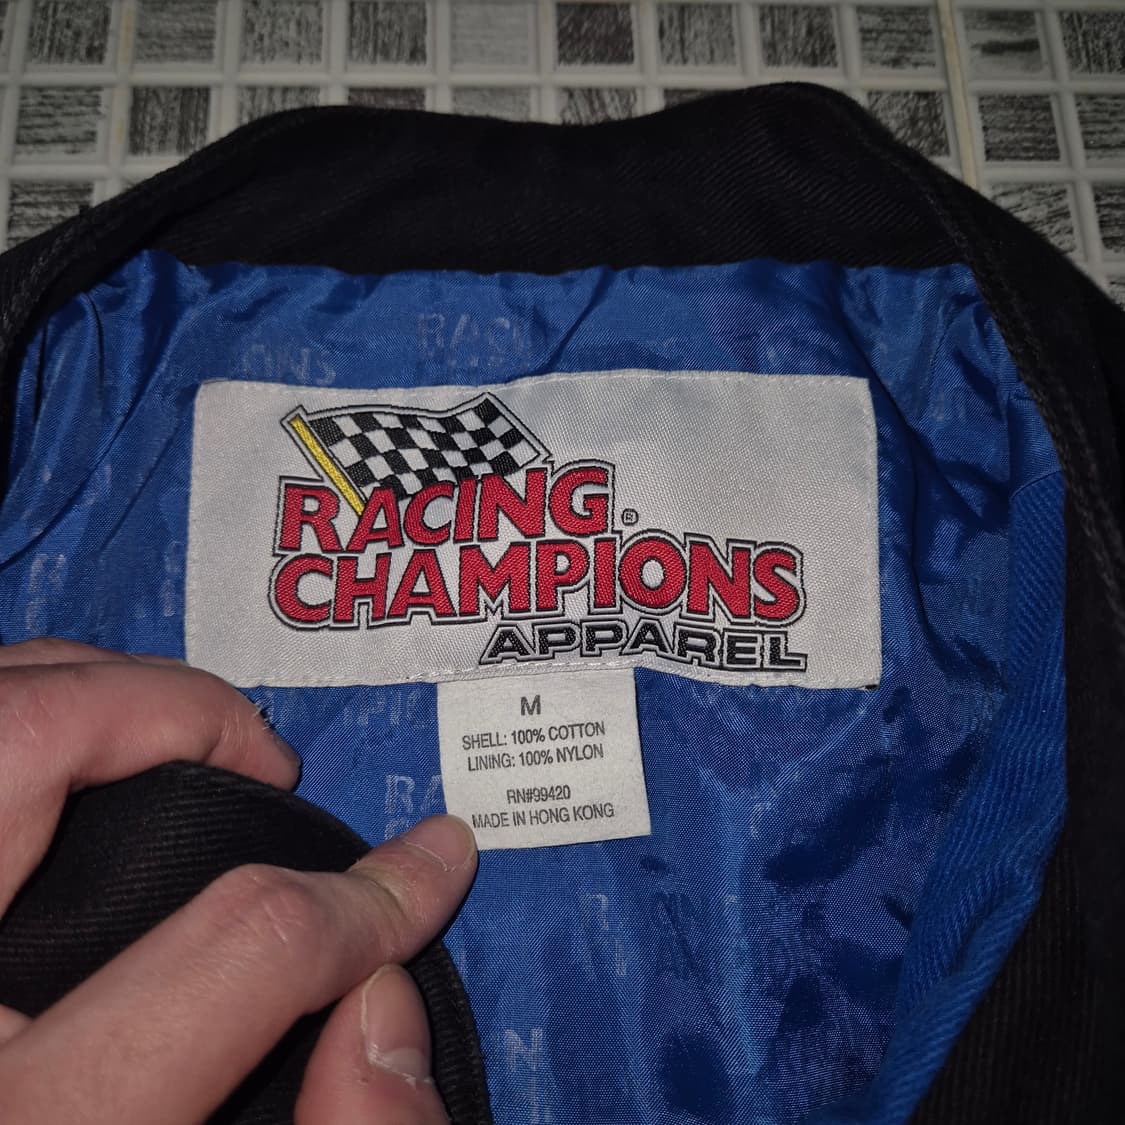 RACING®
CHAMPIONS
APPAREL
M
SHELL: 100% COTTON
LINING: 100% NYLON
RN#99420
MADE IN HONG KONG